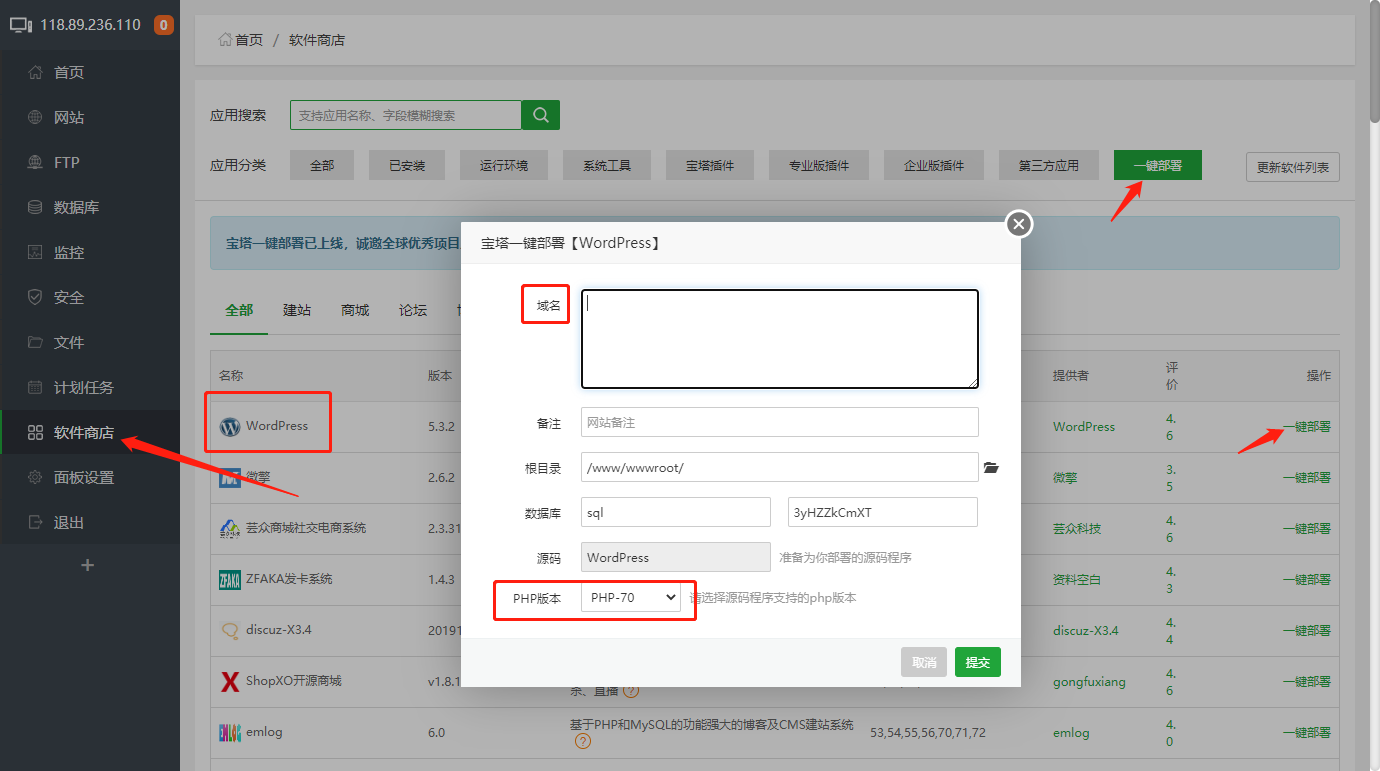 118.89.236.110 0
首页
网站
FTP
数据库
监控
安全
文件
计划任务
软件商店
面板设置
退出
首页 / 软件商店
应用搜索 支持应用名称、字段模糊搜索
应用分类 全部 已安装 运行环境 系统工具 宝塔插件 专业版插件 企业版插件 第三方应用 一键部署 更新软件列表
宝塔一键部署已上线，诚邀全球优秀项目
全部 建站 商城 论坛
名称 版本 提供者 评价 操作
WordPress 5.3.2 WordPress 4.6 一键部署
微擎 2.6.2 微擎 3.5 一键部署
芸众商城社交电商系统 2.3.31 芸众科技 4.6 一键部署
ZFAKA发卡系统 1.4.3 资料空白 4.3 一键部署
discuz-X3.4 20191 discuz-X3.4 4.4 一键部署
ShopXO开源商城 v1.8.1 gongfuxiang 4.6 一键部署
emlog 6.0 基于PHP和MySQL的功能强大的博客及CMS建站系统 53,54,55,56,70,71,72 emlog 4.0 一键部署
宝塔一键部署【WordPress】
域名
备注 网站备注
根目录 /www/wwwroot/
数据库 sql 3yHZZkCmXT
源码 WordPress 准备为你部署的源码程序
PHP版本 PHP-70 请选择源码程序支持的php版本
取消 提交